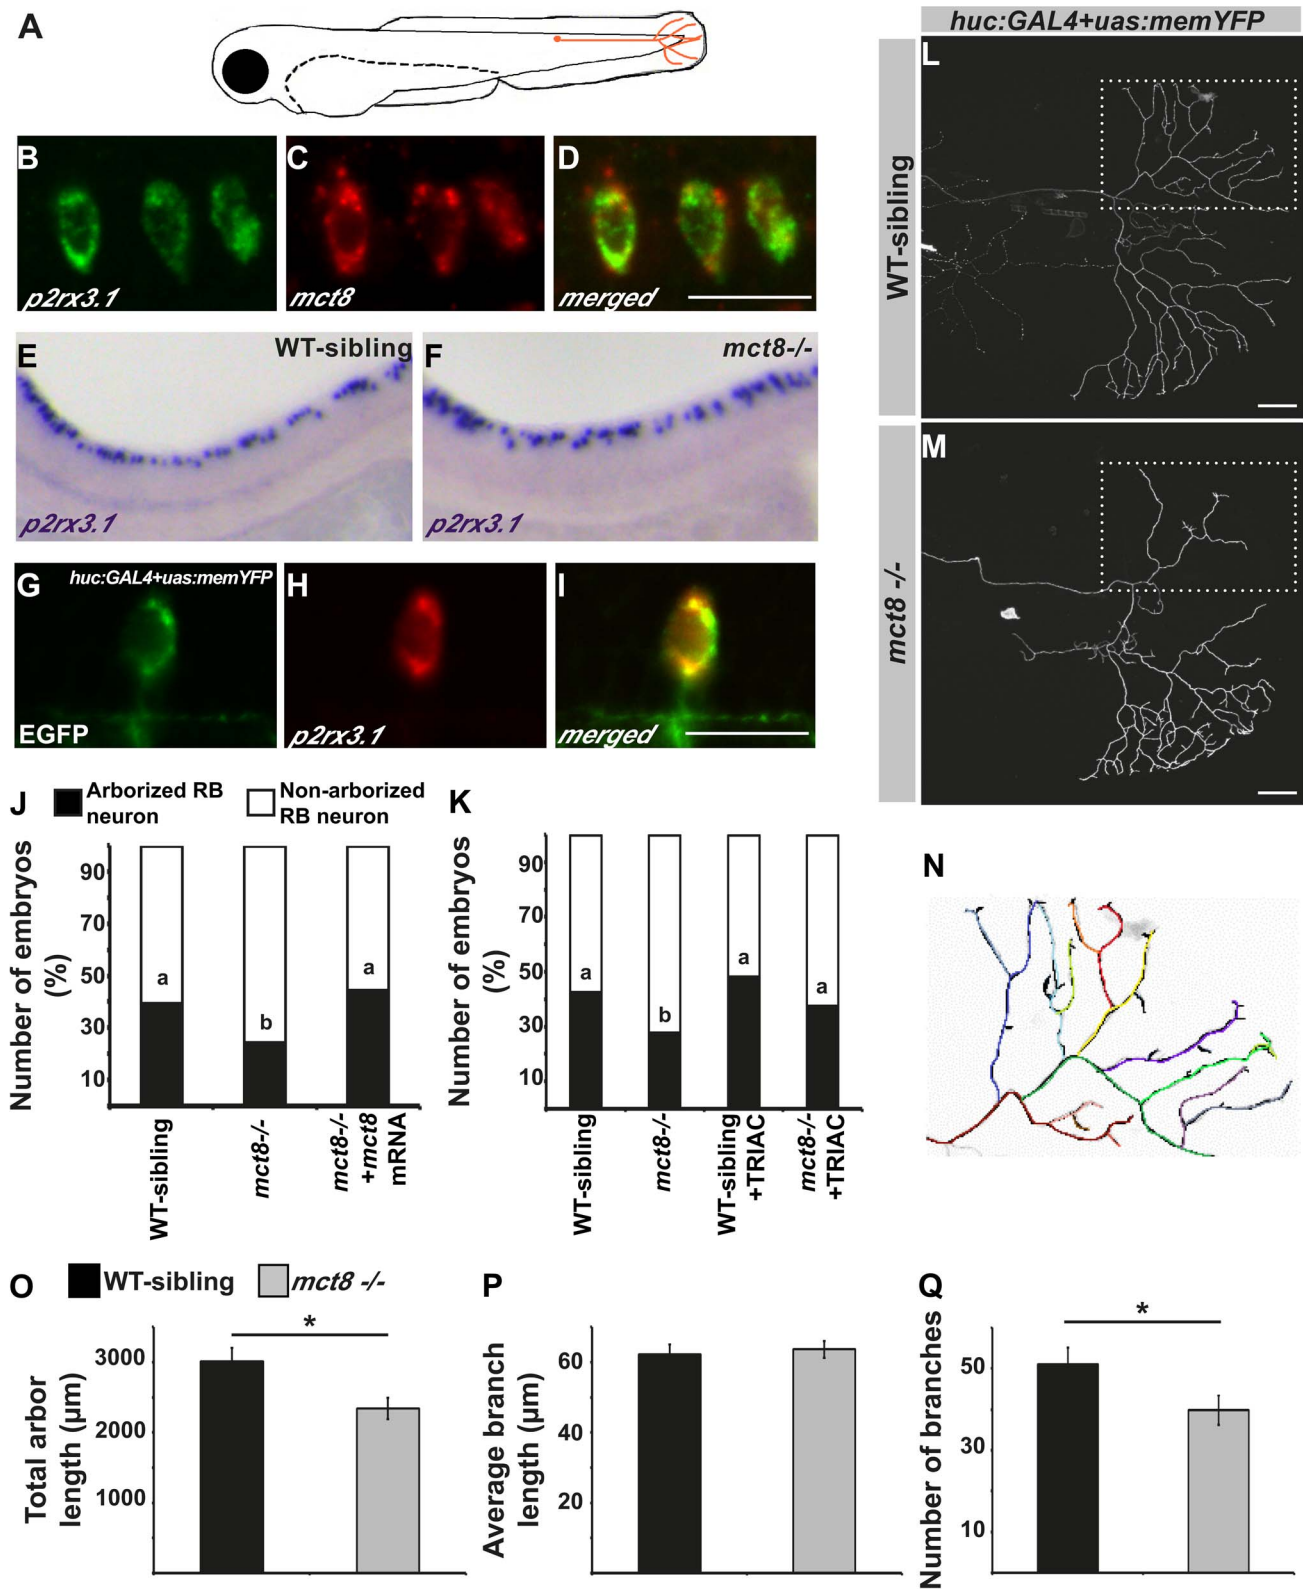 A
B
p2rx3.1
C
mct8
D
merged
E
WT-sibling
p2rx3.1
F
mct8-/-
p2rx3.1
G
huc:GAL4+uas:memYFP
EGFP
H
p2rx3.1
I
merged
J
Arborized RB
neuron
Non-arborized
RB neuron
Number of embryos
(%)
90
70
50
30
10
a
b
a
WT-sibling
mct8-/-
mct8-/-
+mct8
mRNA
K
Number of embryos
(%)
90
70
50
30
10
a
b
a
a
WT-sibling
mct8-/-
WT-sibling
+TRIAC
mct8-/-
+TRIAC
huc:GAL4+uas:memYFP
WT-sibling
L
mct8 -/-
M
N
O
WT-sibling
mct8 -/-
Total arbor
length (µm)
3000
2000
1000
*
P
Average branch
length (µm)
60
40
20
Q
Number of branches
50
30
10
*